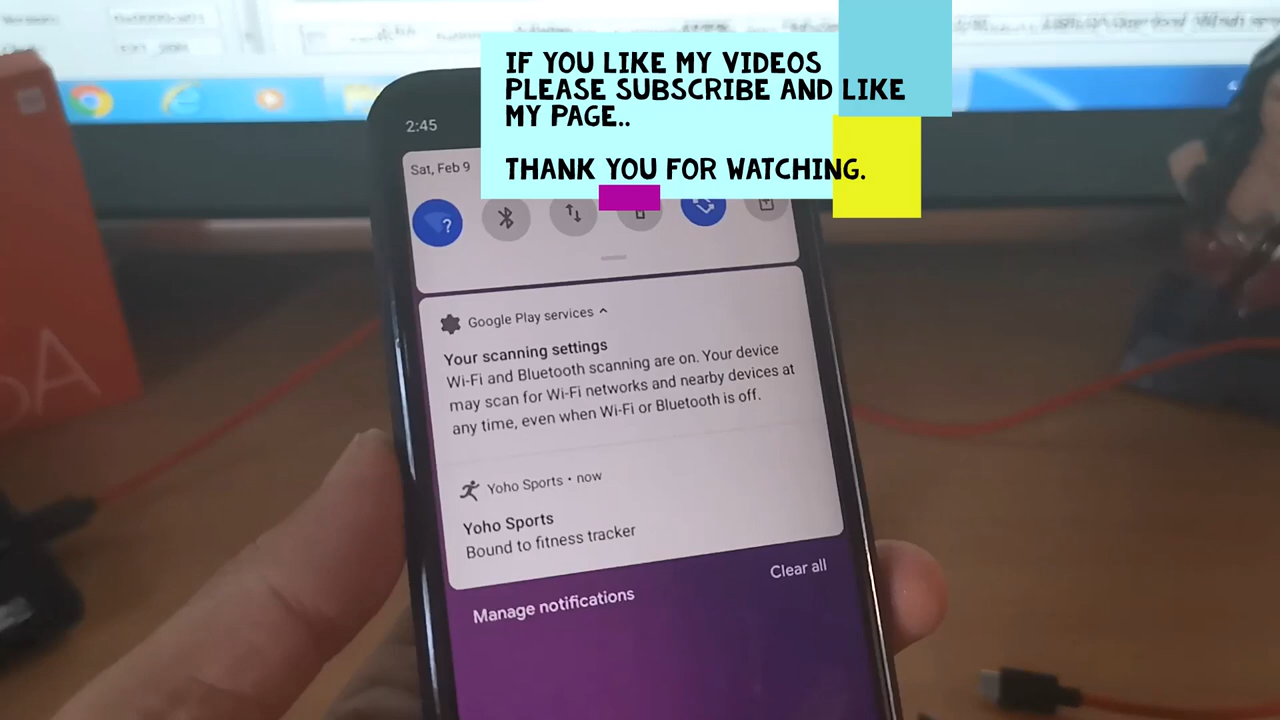 IF YOU LIKE MY VIDEOS
PLEASE SUBSCRIBE AND LIKE
MY PAGE..
THANK YOU FOR WATCHING.
2:45
Sat, Feb 9
Google Play services
Your scanning settings
Wi-Fi and Bluetooth scanning are on. Your device
may scan for Wi-Fi networks and nearby devices at
any time, even when Wi-Fi or Bluetooth is off.
Yoho Sports • now
Yoho Sports
Bound to fitness tracker
Manage notifications
Clear all